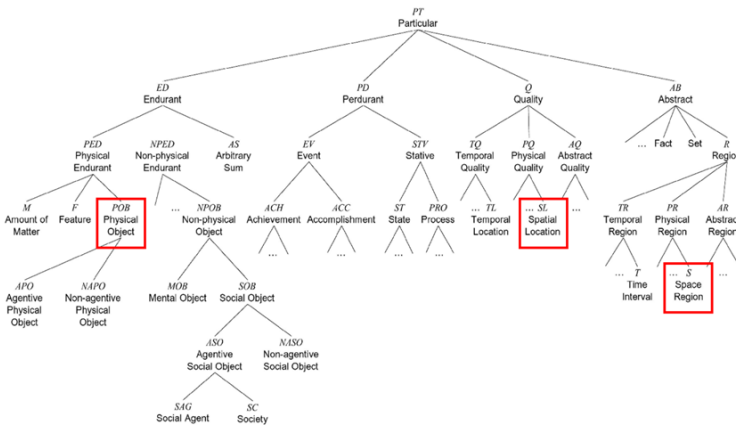 PT
Particular
ED PD Q AB
Endurant Perdurant Quality Abstract
PED NPED AS EV STV TQ PQ AQ ... Fact Set R
Physical Endurant Non-physical Endurant Arbitrary Sum Event Stative Temporal Quality Physical Quality Abstract Quality Region
M F POB ... NPOB ACH ACC ST PRO ... TL ... SL ... TR PR AR
Amount of Matter Feature Physical Object Non-physical Object Achievement Accomplishment State Process Temporal Location Spatial Location Temporal Region Physical Region Abstract Region
... ... ... ...
... T ... S ...
Time Interval Space Region
APO NAPO MOB SOB
Agentive Physical Object Non-agentive Physical Object Mental Object Social Object
ASO NASO
Agentive Social Object Non-agentive Social Object
SAG SC
Social Agent Society